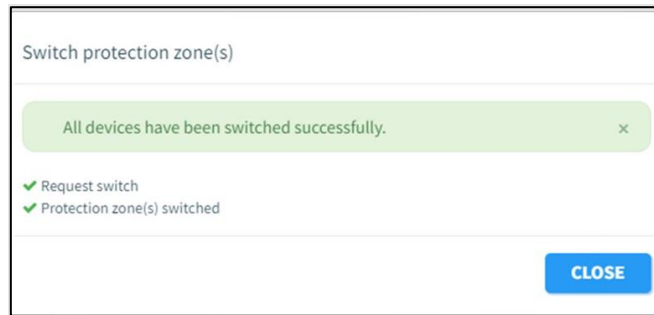 Switch protection zone(s)
All devices have been switched successfully. ×
✔ Request switch
✔ Protection zone(s) switched
CLOSE